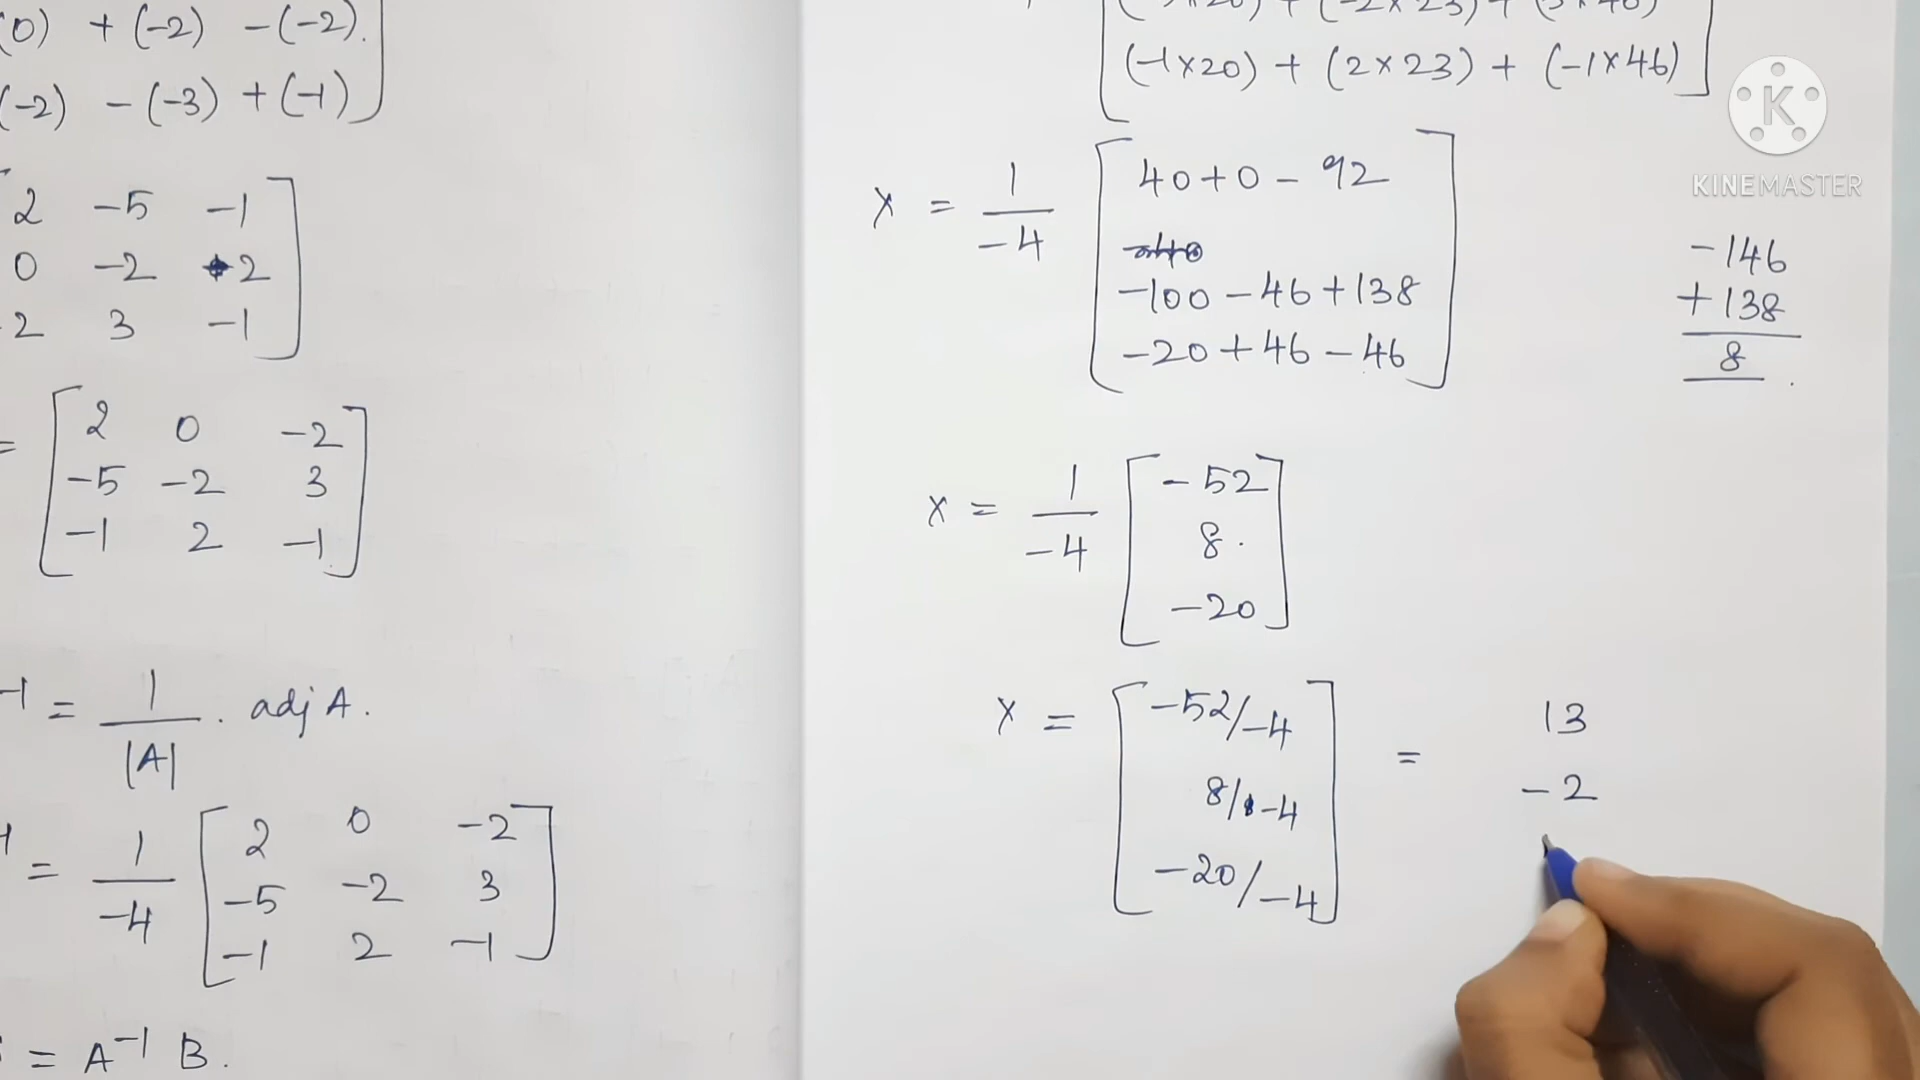 (0) + (-2) - (-2).
(-2) - (-3) + (-1)
2 -5 -1
0 -2 2
2 3 -1
= 2 0 -2
-5 -2 3
-1 2 -1
-1 = 1 / |A| . adj A.
= 1 / -4 2 0 -2
-5 -2 3
-1 2 -1
= A-1 B.
(-1×20) + (2×23) + (-1×46)
X = 1 / -4 40+0-92
-100-46+138
-20+46-46
-146
+138
8
X = 1 / -4 -52
8.
-20
X = -52/-4 = 13
8/-4 -2
-20/-4
K
KINEMASTER